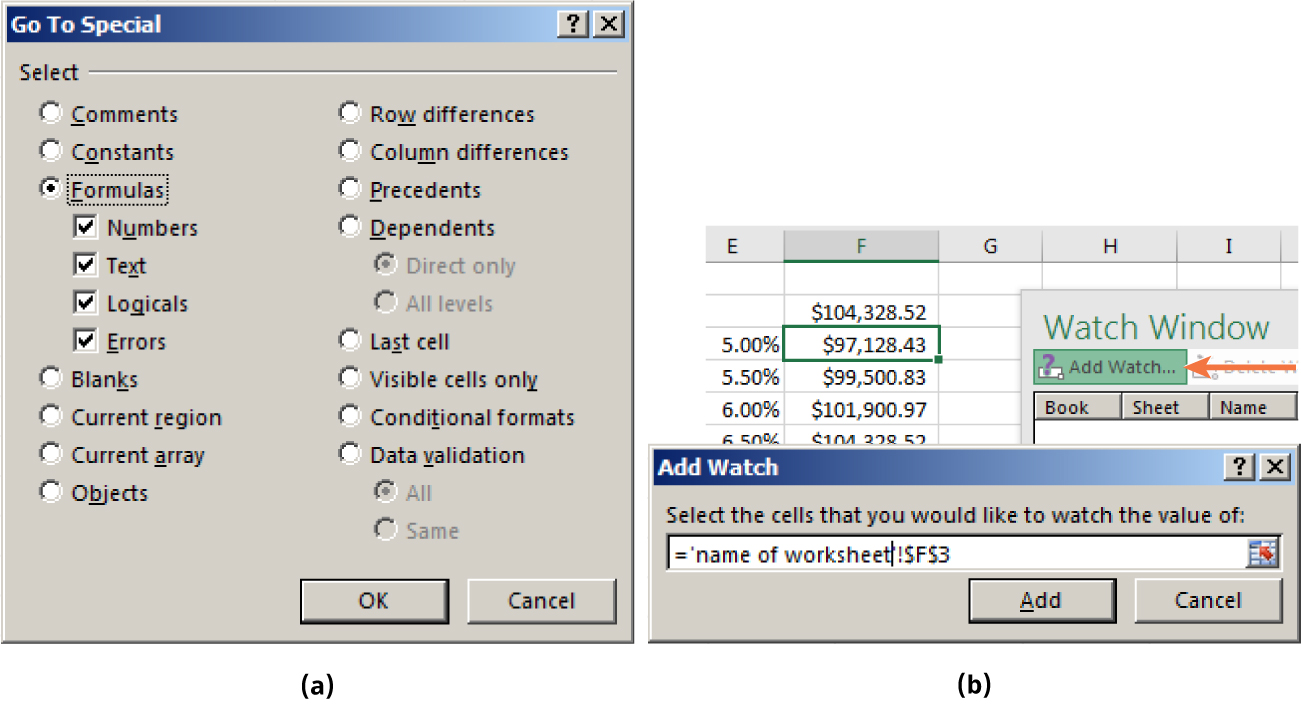 Go To Special
Select
Comments
Constants
Formulas
Numbers
Text
Logicals
Errors
Blanks
Current region
Current array
Objects
Row differences
Column differences
Precedents
Dependents
Direct only
All levels
Last cell
Visible cells only
Conditional formats
Data validation
All
Same
OK Cancel
(a)
E F G H I
$104,328.52
5.00% $97,128.43
5.50% $99,500.83
6.00% $101,900.97
6.50% $104,328.52
Watch Window
Add Watch... Delete W
Book Sheet Name
Add Watch
Select the cells that you would like to watch the value of:
='name of worksheet'!$F$3
Add Cancel
(b)